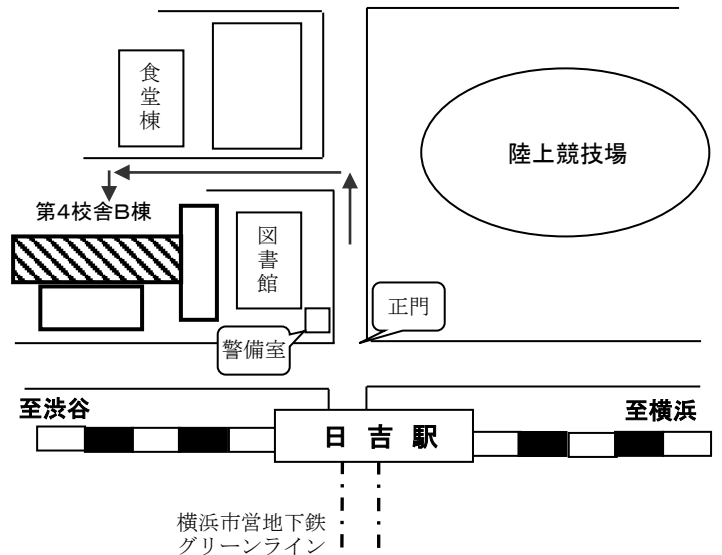 食堂棟
陸上競技場
第4校舎B棟
図書館
正門
警備室
至渋谷
至横浜
日吉駅
横浜市営地下鉄
グリーンライン